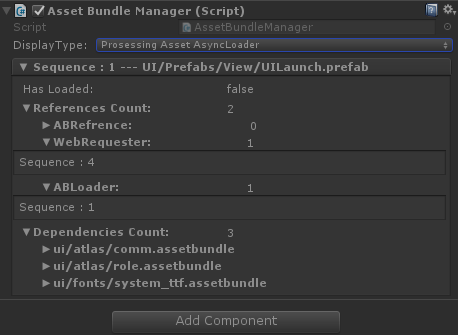 Asset Bundle Manager (Script)
Script AssetBundleManager
DisplayType: Prosessing Asset AsyncLoader
Sequence : 1 --- UI/Prefabs/View/UILaunch.prefab
Has Loaded: false
References Count: 2
ABRefrence: 0
WebRequester: 1
Sequence : 4
ABLoader: 1
Sequence : 1
Dependencies Count: 3
ui/atlas/comm.assetbundle
ui/atlas/role.assetbundle
ui/fonts/system_ttf.assetbundle
Add Component